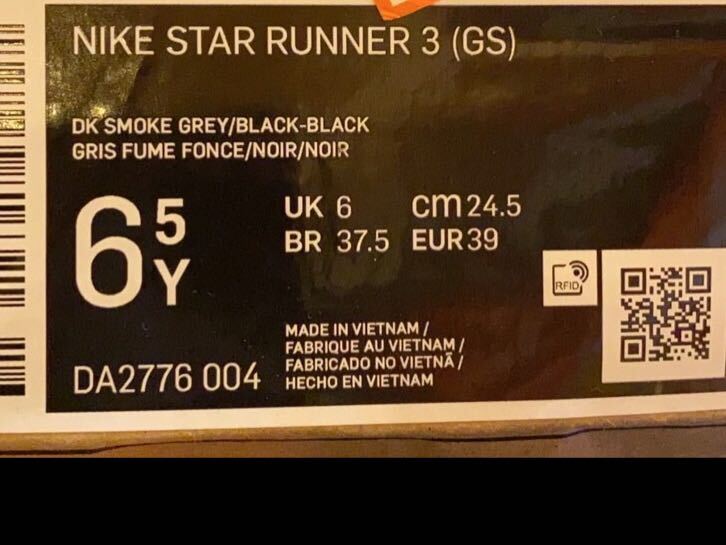 NIKE STAR RUNNER 3 (GS)
DK SMOKE GREY/BLACK-BLACK
GRIS FUME FONCE/NOIR/NOIR
6 5 Y
UK 6 cm 24.5
BR 37.5 EUR 39
RFID
MADE IN VIETNAM /
FABRIQUE AU VIETNAM /
FABRICADO NO VIETNÃ /
HECHO EN VIETNAM
DA2776 004